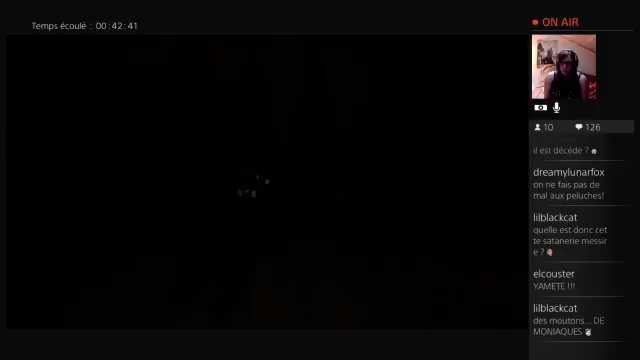 Temps écoulé : 00:42:41
ON AIR
10 126
il est décédé ?
dreamylunarfox
on ne fais pas de
mal aux peluches!
lilblackcat
quelle est donc cet
te satanerie messir
e ?
elcouster
YAMETE !!!
lilblackcat
des moutons... DE
MONIAQUES